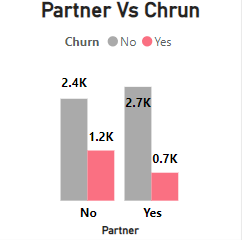 Partner Vs Chrun
Churn No Yes
2.4K
2.7K
1.2K
0.7K
No Yes
Partner